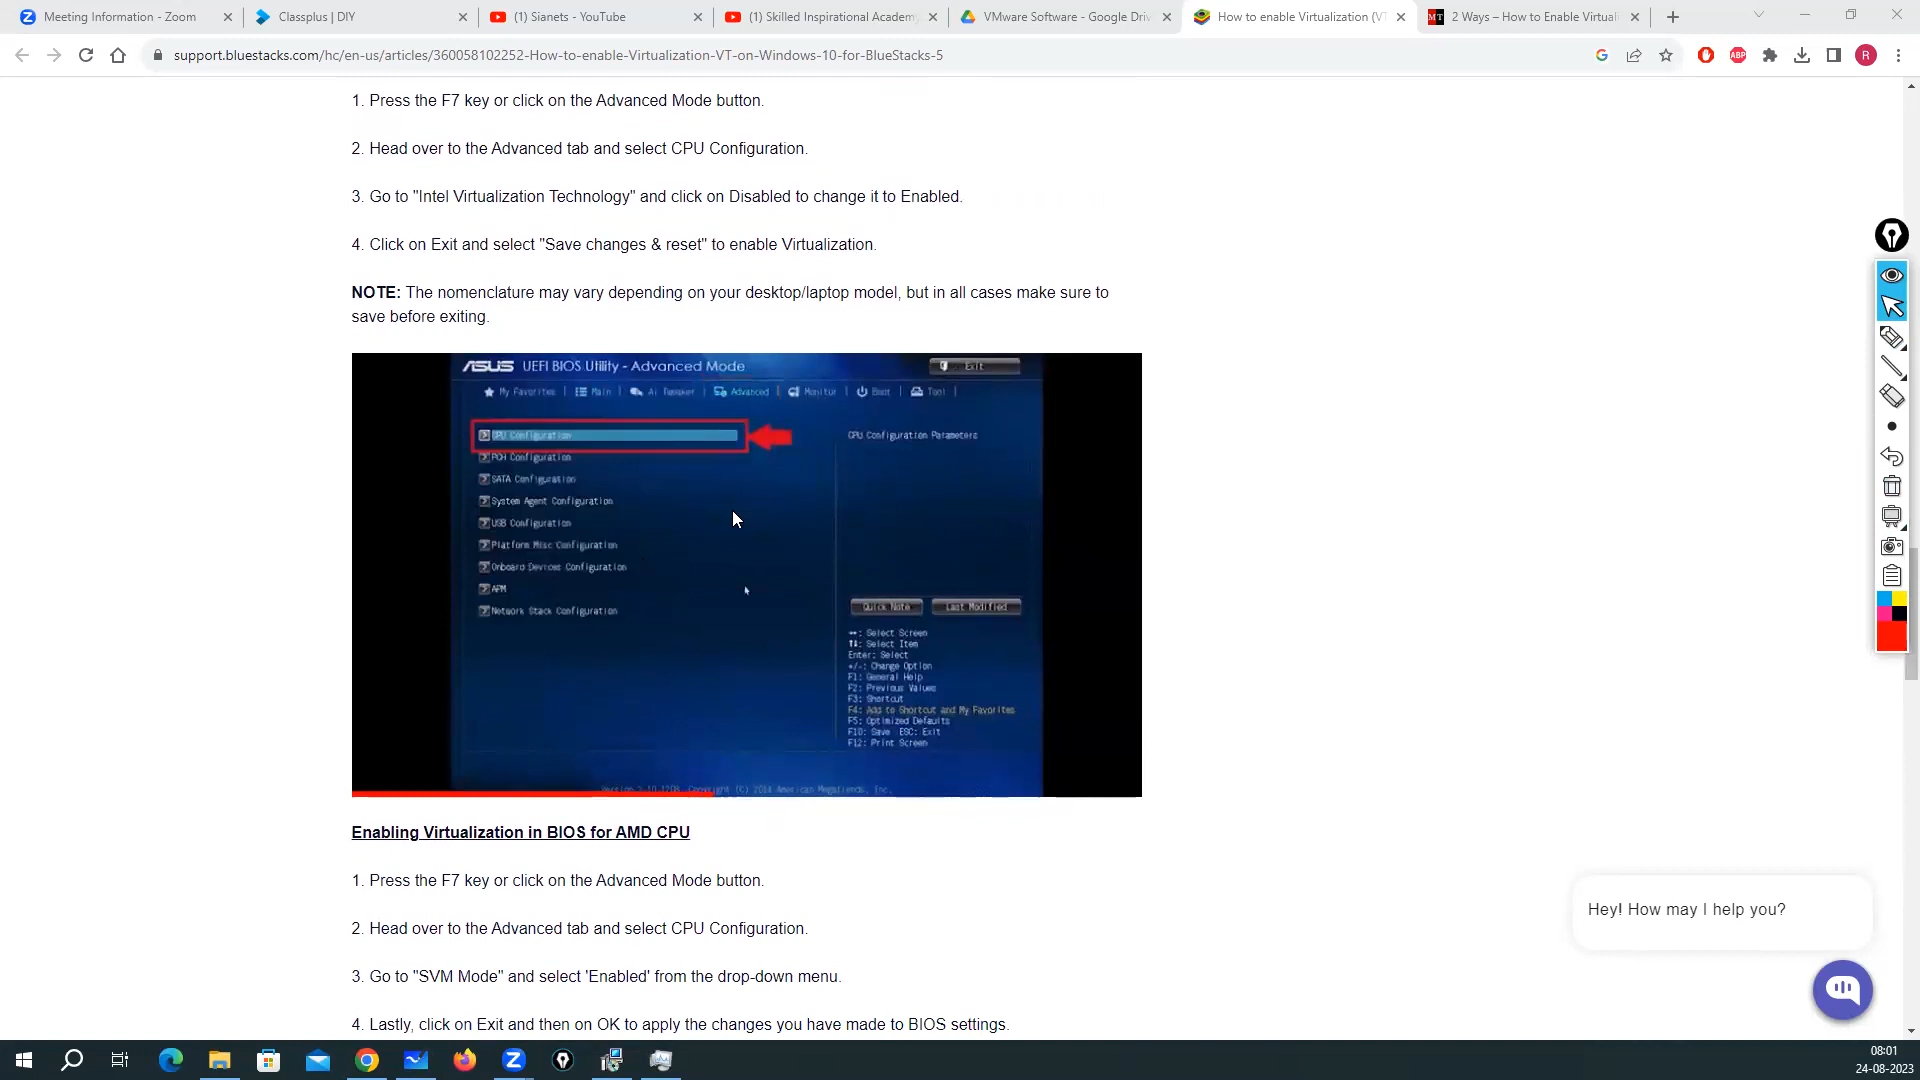 Meeting Information - Zoom
Classplus | DIY
(1) Sianets - YouTube
(1) Skilled Inspirational Academy
VMware Software - Google Driv
How to enable Virtualization (VT
2 Ways – How to Enable Virtuali
support.bluestacks.com/hc/en-us/articles/360058102252-How-to-enable-Virtualization-VT-on-Windows-10-for-BlueStacks-5
ABP
R
1. Press the F7 key or click on the Advanced Mode button.
2. Head over to the Advanced tab and select CPU Configuration.
3. Go to "Intel Virtualization Technology" and click on Disabled to change it to Enabled.
4. Click on Exit and select "Save changes & reset" to enable Virtualization.
NOTE: The nomenclature may vary depending on your desktop/laptop model, but in all cases make sure to
save before exiting.
ASUS UEFI BIOS Utility - Advanced Mode
Exit
My Favorites | Main | Ai Tweaker | Advanced | Monitor | Boot | Tool |
CPU Configuration
CPU Configuration Parameters
PCH Configuration
SATA Configuration
System Agent Configuration
USB Configuration
Platform Misc Configuration
Onboard Devices Configuration
APM
Network Stack Configuration
Quick Note
Last Modified
↔: Select Screen
↑↓: Select Item
Enter: Select
+/-: Change Option
F1: General Help
F2: Previous Values
F3: Shortcut
F4: Add to Shortcut and My Favorites
F5: Optimized Defaults
F10: Save ESC: Exit
F12: Print Screen
Version 2.10.1208. Copyright (C) 2014 American Megatrends, Inc.
Enabling Virtualization in BIOS for AMD CPU
1. Press the F7 key or click on the Advanced Mode button.
2. Head over to the Advanced tab and select CPU Configuration.
3. Go to "SVM Mode" and select 'Enabled' from the drop-down menu.
4. Lastly, click on Exit and then on OK to apply the changes you have made to BIOS settings.
Hey! How may I help you?
08:01
24-08-2023